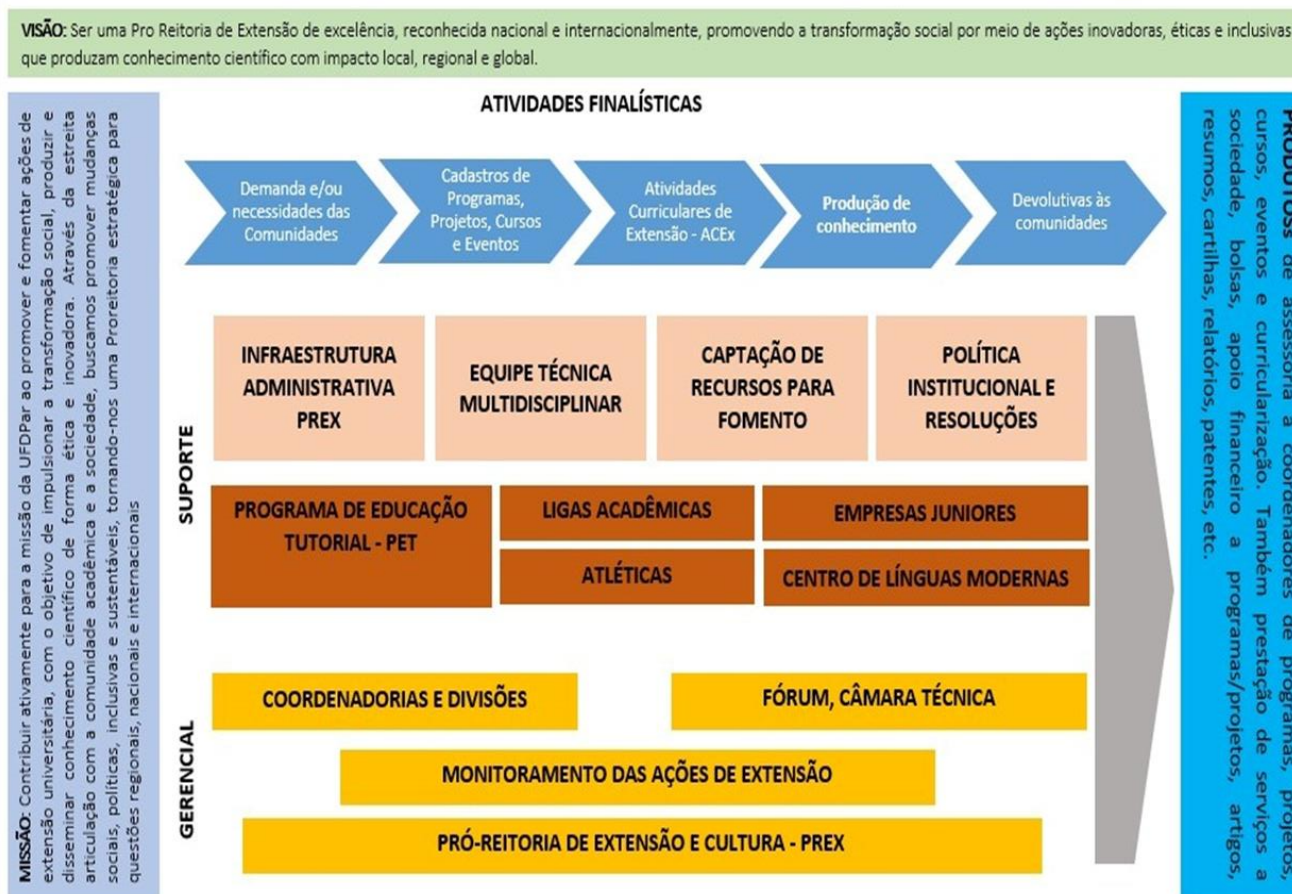 VISÃO: Ser uma Pro Reitoria de Extensão de excelência, reconhecida nacional e internacionalmente, promovendo a transformação social por meio de ações inovadoras, éticas e inclusivas
que produzam conhecimento científico com impacto local, regional e global.
MISSÃO: Contribuir ativamente para a missão da UFDPar ao promover e fomentar ações de
extensão universitária, com o objetivo de impulsionar a transformação social, produzir e
disseminar conhecimento científico de forma ética e inovadora. Através da estreita
articulação com a comunidade acadêmica e a sociedade, buscamos promover mudanças
sociais, políticas, inclusivas e sustentáveis, tornando-nos uma Proreitoria estratégica para
questões regionais, nacionais e internacionais
ATIVIDADES FINALÍSTICAS
Demanda e/ou
necessidades das
Comunidades
Cadastros de
Programas,
Projetos, Cursos
e Eventos
Atividades
Curriculares de
Extensão - ACEx
Produção de
conhecimento
Devolutivas às
comunidades
SUPORTE
INFRAESTRUTURA
ADMINISTRATIVA
PREX
EQUIPE TÉCNICA
MULTIDISCIPLINAR
CAPTAÇÃO DE
RECURSOS PARA
FOMENTO
POLÍTICA
INSTITUCIONAL E
RESOLUÇÕES
PROGRAMA DE EDUCAÇÃO
TUTORIAL - PET
LIGAS ACADÊMICAS
EMPRESAS JUNIORES
ATLÉTICAS
CENTRO DE LÍNGUAS MODERNAS
GERENCIAL
COORDENADORIAS E DIVISÕES
FÓRUM, CÂMARA TÉCNICA
MONITORAMENTO DAS AÇÕES DE EXTENSÃO
PRÓ-REITORIA DE EXTENSÃO E CULTURA - PREX
PRODUTOS de assessoria a coordenadores de programas, projetos,
cursos, eventos e curricularização. Também prestação de serviços a
sociedade, bolsas, apoio financeiro a programas/projetos, artigos,
resumos, cartilhas, relatórios, patentes, etc.